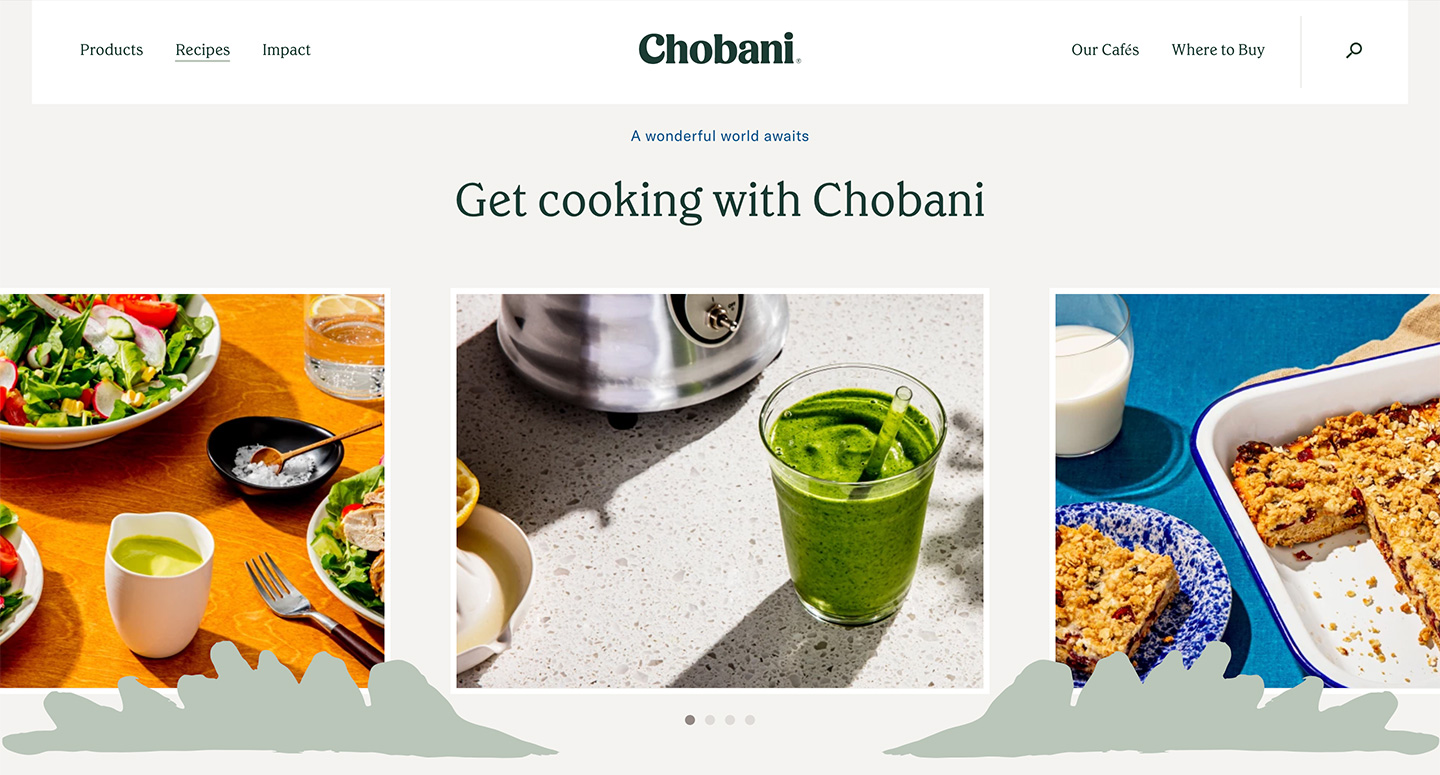 Products Recipes Impact Chobani® Our Cafés Where to Buy
A wonderful world awaits
Get cooking with Chobani